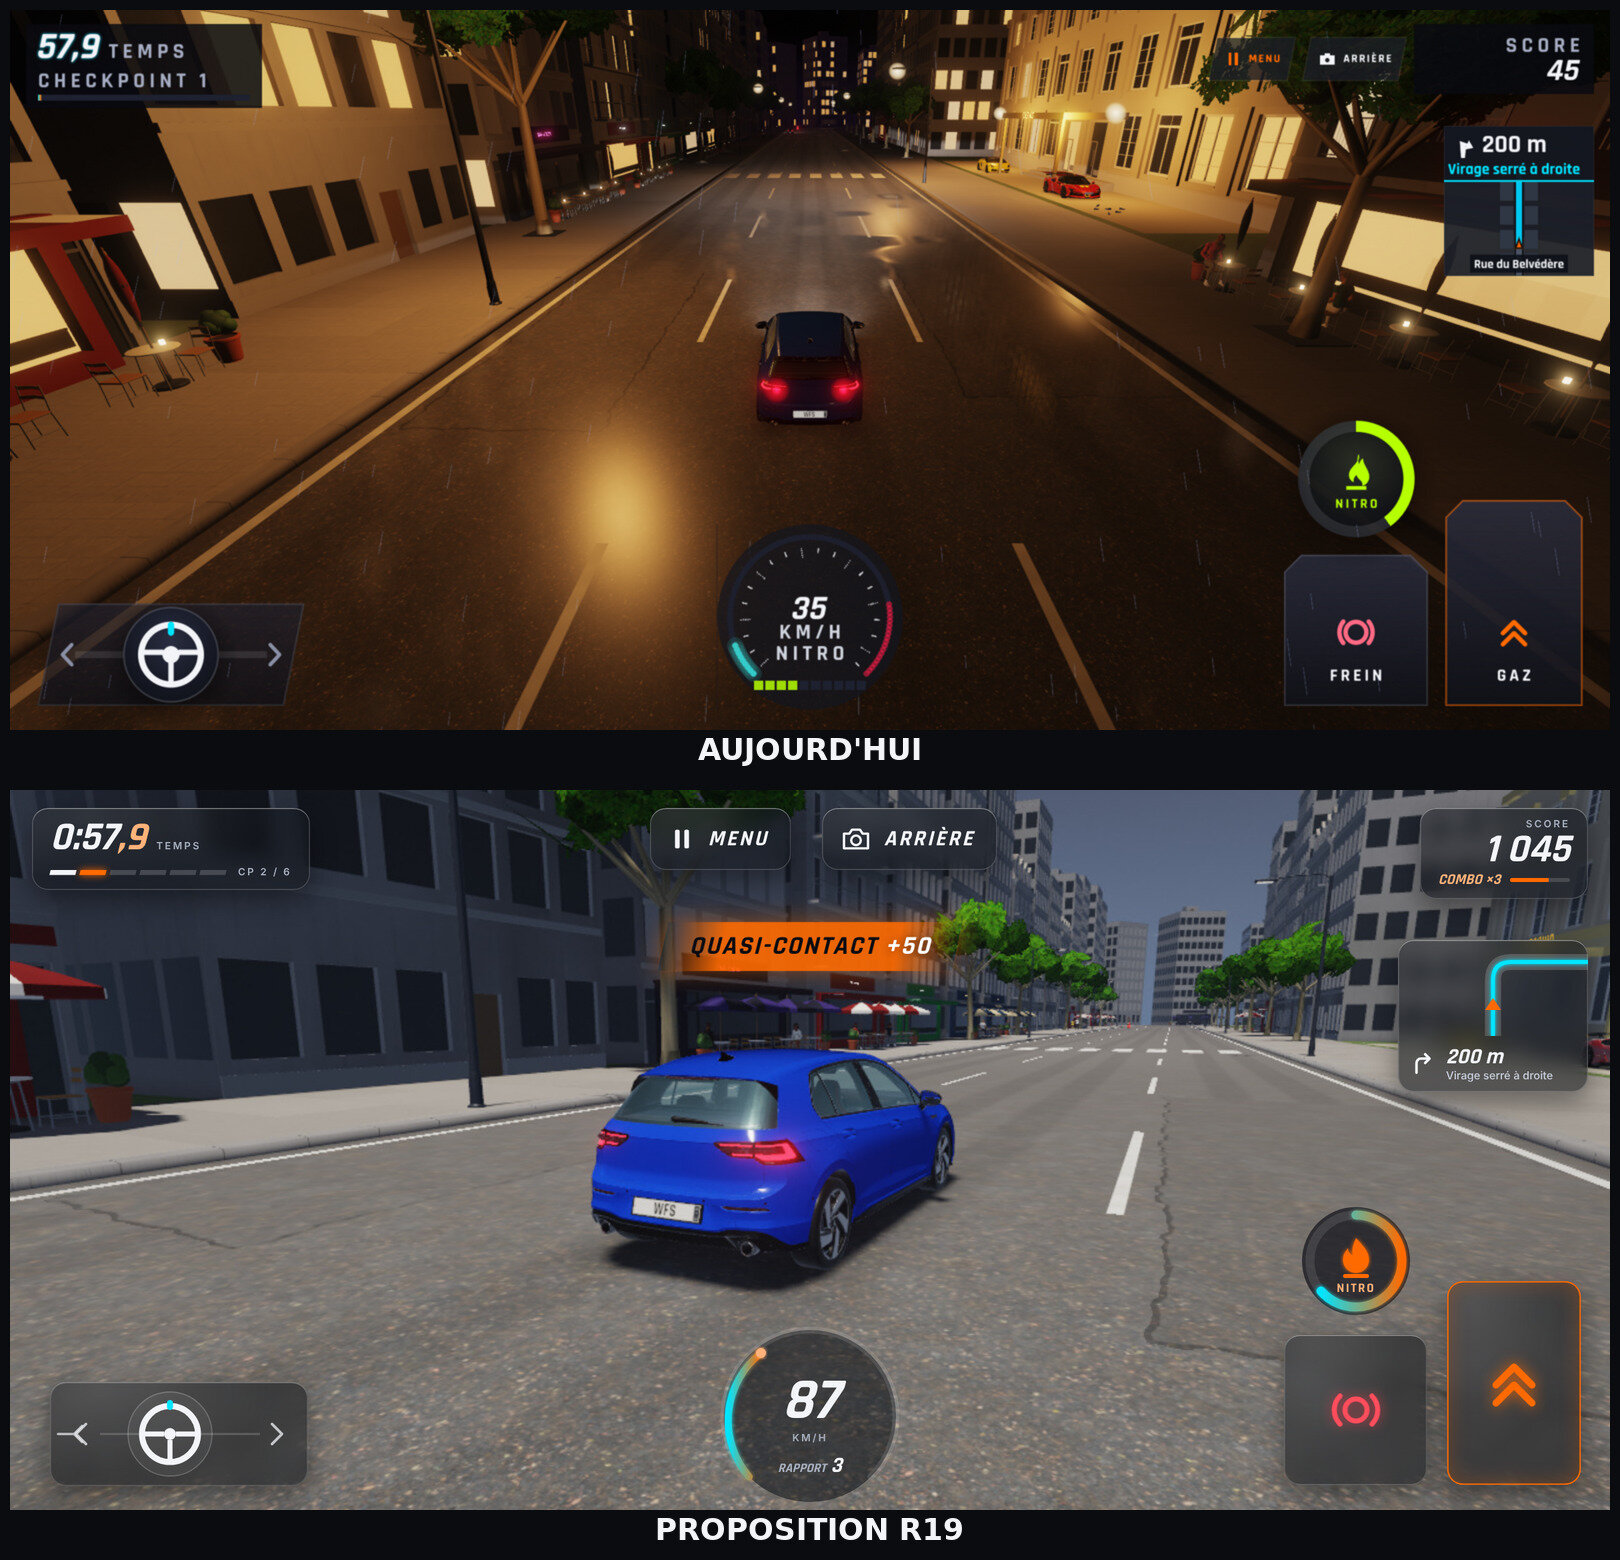 57,9 TEMPS
CHECKPOINT 1
MENU
ARRIÈRE
SCORE
45
200 m
Virage serré à droite
Rue du Belvédère
WFS
NITRO
35
KM/H
NITRO
FREIN
GAZ
AUJOURD'HUI
0:57,9 TEMPS
CP 2 / 6
MENU
ARRIÈRE
SCORE
1 045
COMBO ×3
QUASI-CONTACT +50
200 m
Virage serré à droite
WFS
NITRO
87
KM/H
RAPPORT 3
PROPOSITION R19